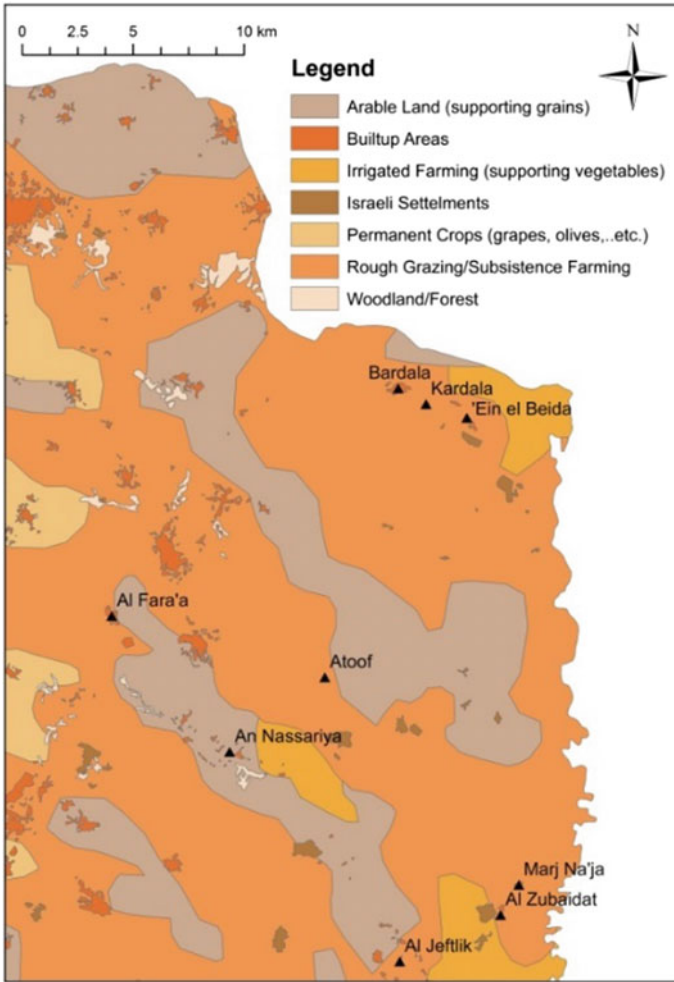 0 2.5 5 10 km
N
Legend
Arable Land (supporting grains)
Builtup Areas
Irrigated Farming (supporting vegetables)
Israeli Settelments
Permanent Crops (grapes, olives,..etc.)
Rough Grazing/Subsistence Farming
Woodland/Forest
Bardala
Kardala
'Ein el Beida
Al Fara'a
Atoof
An Nassariya
Marj Na'ja
Al Zubaidat
Al Jeftlik